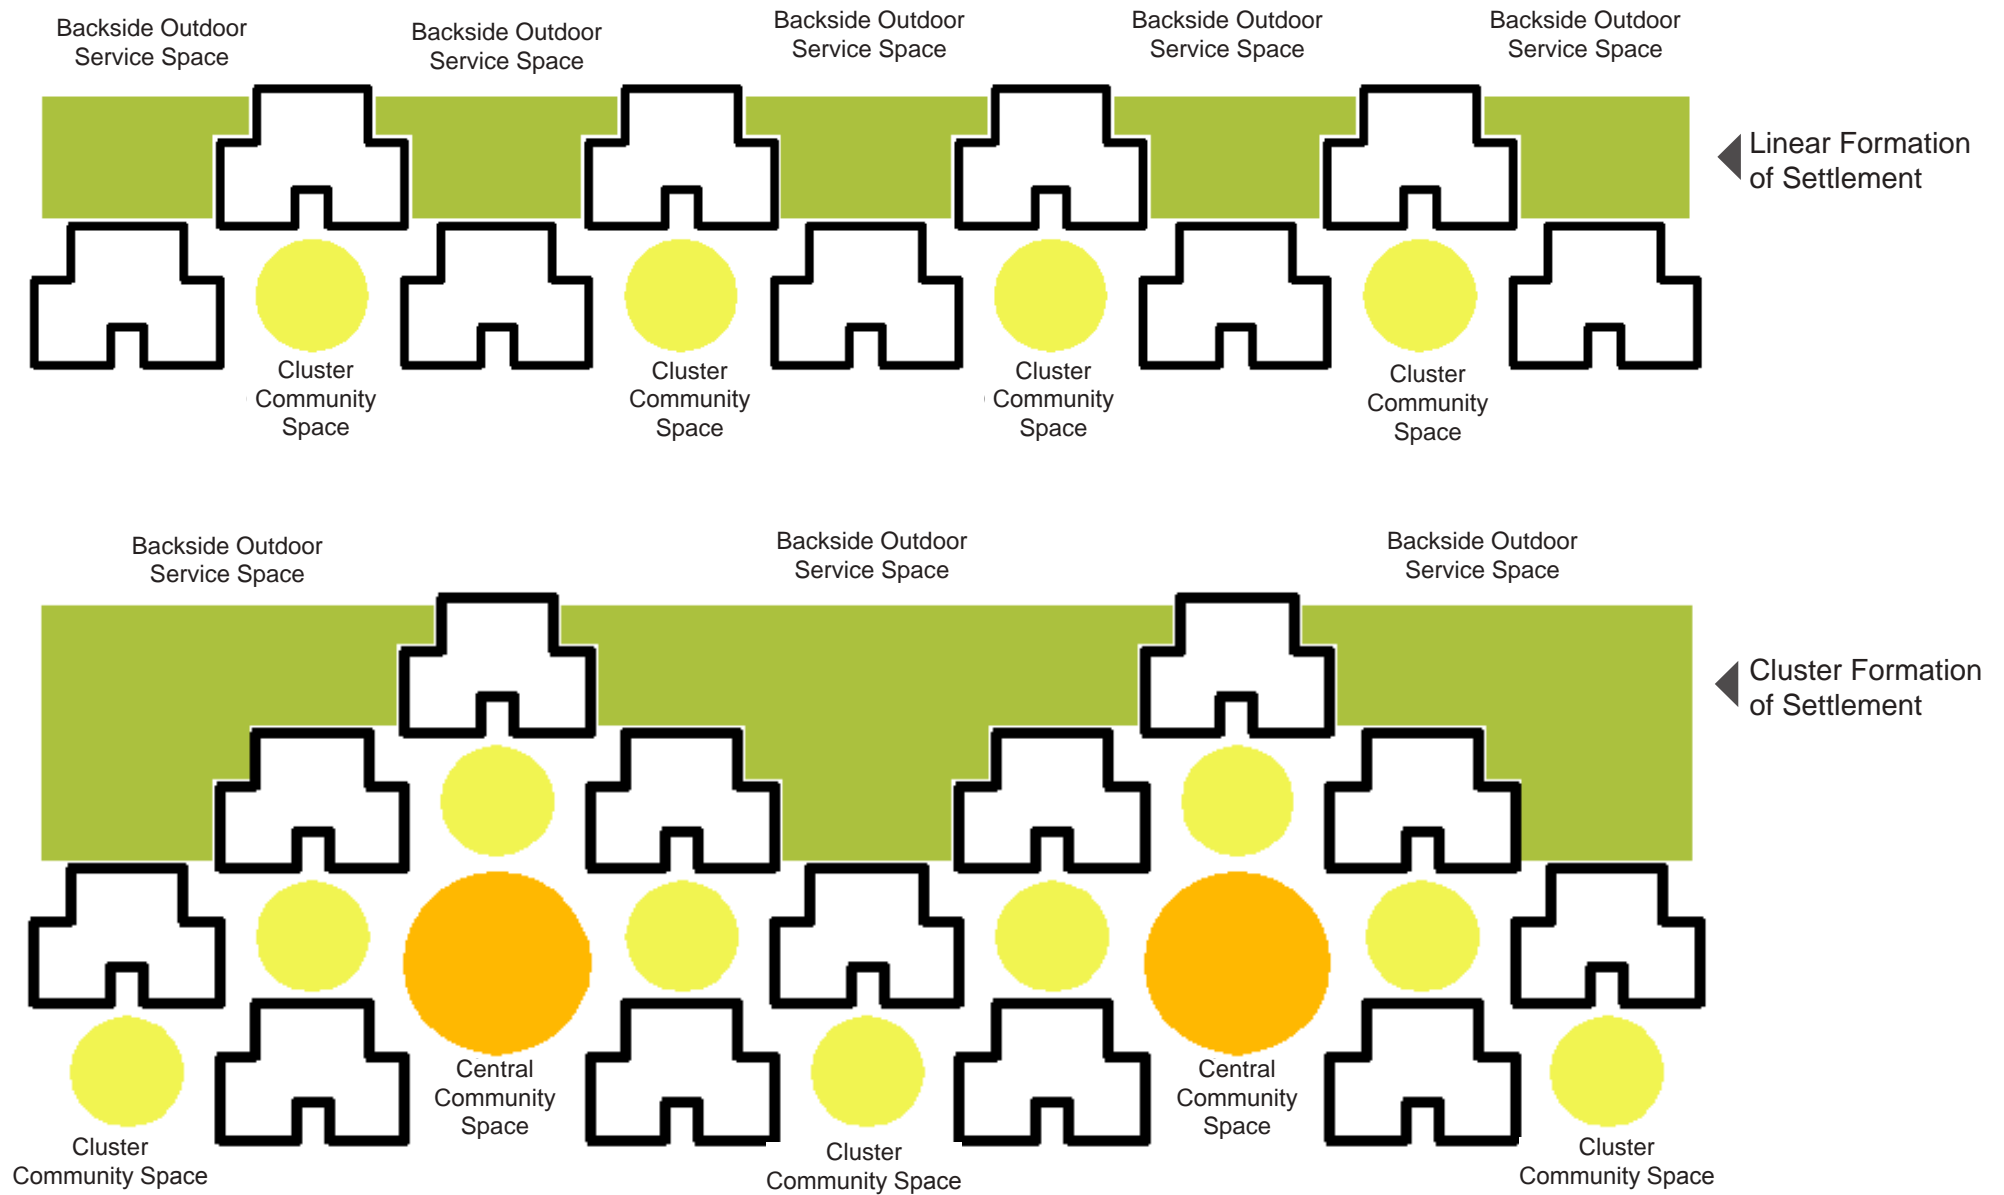 Backside Outdoor
Service Space
Backside Outdoor
Service Space
Backside Outdoor
Service Space
Backside Outdoor
Service Space
Backside Outdoor
Service Space
Linear Formation
of Settlement
Cluster
Community
Space
Cluster
Community
Space
Cluster
Community
Space
Cluster
Community
Space
Backside Outdoor
Service Space
Backside Outdoor
Service Space
Backside Outdoor
Service Space
Cluster Formation
of Settlement
Central
Community
Space
Central
Community
Space
Cluster
Community Space
Cluster
Community Space
Cluster
Community Space